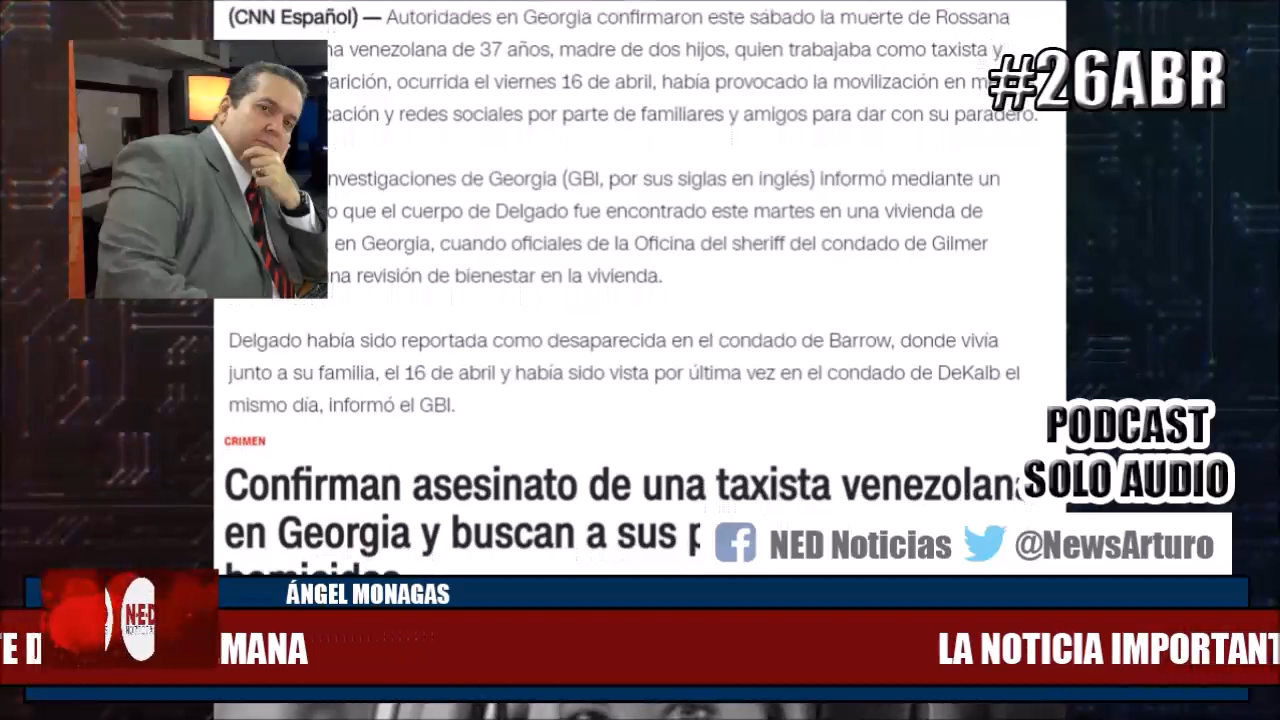 (CNN Español) — Autoridades en Georgia confirmaron este sábado la muerte de Rossana
venezolana de 37 años, madre de dos hijos, quien trabajaba como taxista y
ocurrida el viernes 16 de abril, había provocado la movilización en
#26ABR
y redes sociales por parte de familiares y amigos para dar con su paradero.
nvestigaciones de Georgia (GBI, por sus siglas en inglés) informó mediante un
o que el cuerpo de Delgado fue encontrado este martes en una vivienda de
en Georgia, cuando oficiales de la Oficina del sheriff del condado de Gilmer
na revisión de bienestar en la vivienda.
Delgado había sido reportada como desaparecida en el condado de Barrow, donde vivía
junto a su familia, el 16 de abril y había sido vista por última vez en el condado de DeKalb el
mismo día, informó el GBI.
CRIMEN
Confirman asesinato de una taxista venezolana
en Georgia y buscan a sus p
PODCAST
SOLO AUDIO
NED Noticias @NewsArturo
ÁNGEL MONAGAS
NED
TE D MANA LA NOTICIA IMPORTANT